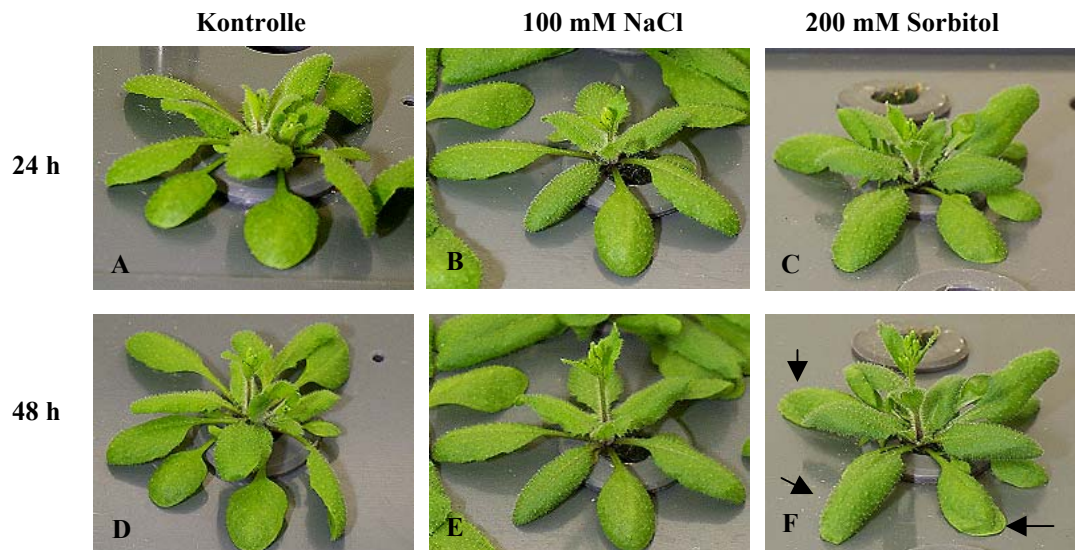 Kontrolle 100 mM NaCl 200 mM Sorbitol
24 h
A B C
48 h
D E F